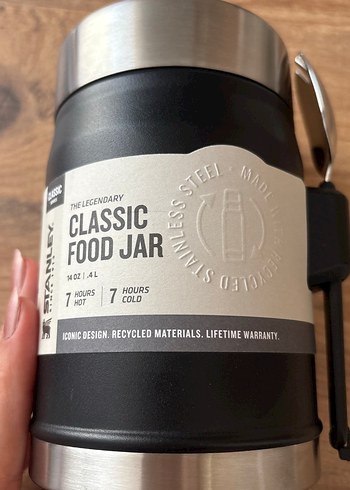 THE LEGENDARY
CLASSIC
FOOD JAR
14 OZ | .4 L
7 HOURS HOT | 7 HOURS COLD
ICONIC DESIGN. RECYCLED MATERIALS. LIFETIME WARRANTY.
STAINLESS STEEL · MADE
RECYCLED
STANLEY
CLASSIC